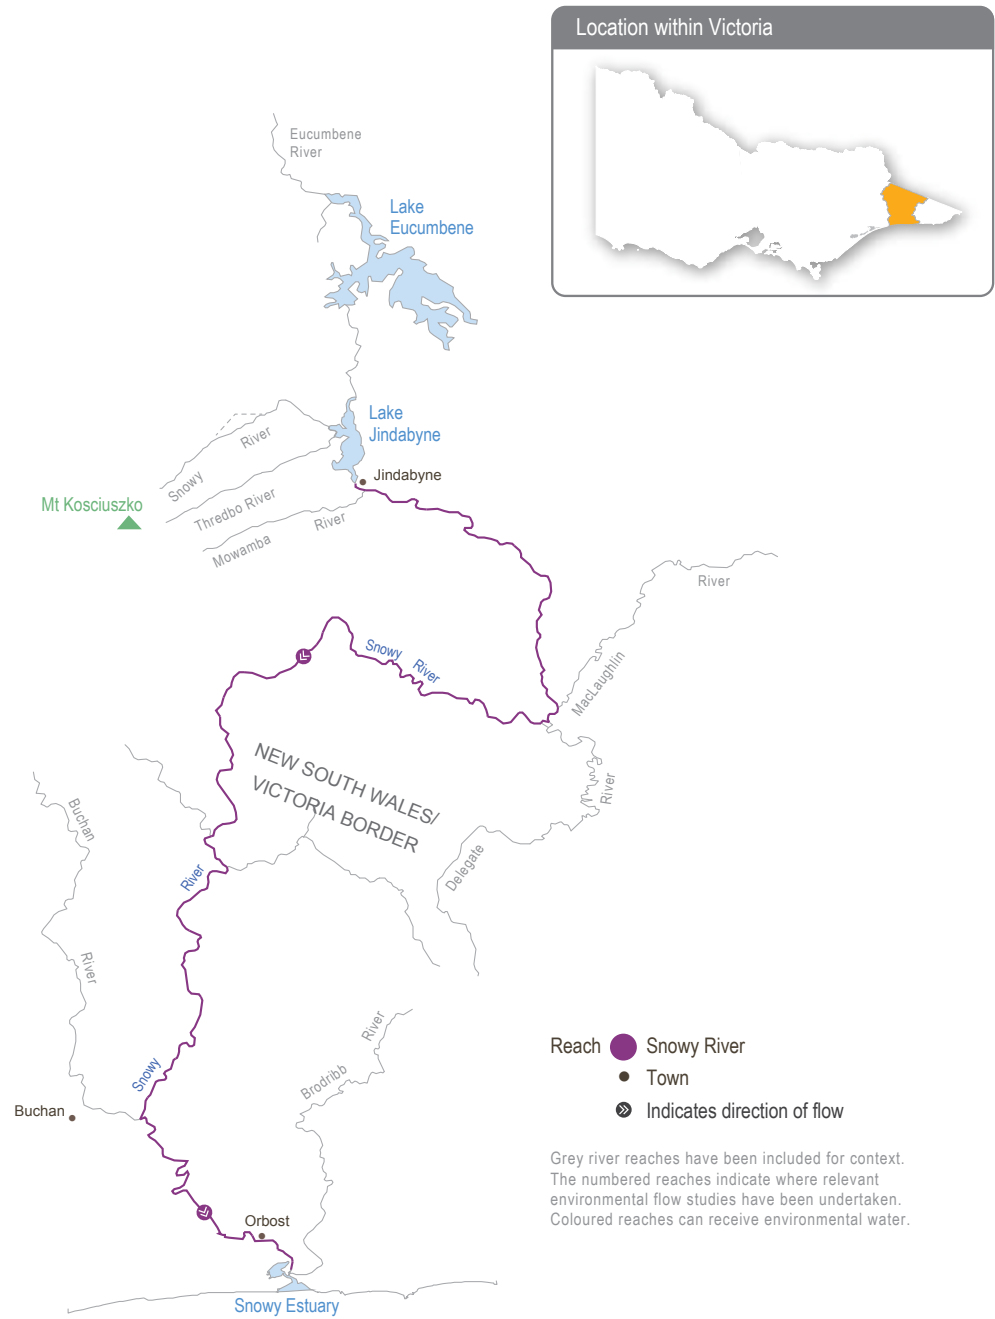 Location within Victoria
Eucumbene
River
Lake
Eucumbene
Lake
Jindabyne
Jindabyne
Snowy
River
Thredbo River
Mowamba
River
Mt Kosciuszko
River
MacLaughlin
Snowy
River
NEW SOUTH WALES/
VICTORIA BORDER
River
Delegate
Buchan
River
River
Snowy
River
Brodribb
Buchan
Orbost
Snowy Estuary
Reach
Snowy River
Town
Indicates direction of flow
Grey river reaches have been included for context.
The numbered reaches indicate where relevant
environmental flow studies have been undertaken.
Coloured reaches can receive environmental water.